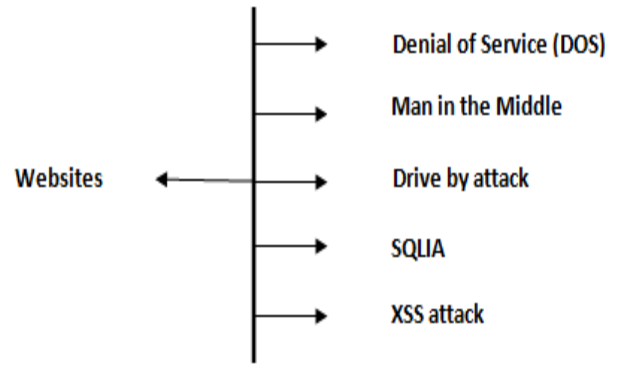 Denial of Service (DOS)
Man in the Middle
Websites
Drive by attack
SQLIA
XSS attack